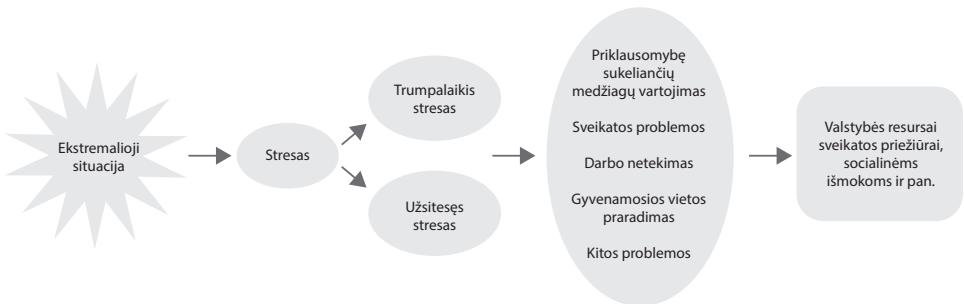 Ekstremalioji
situacija
Stresas
Trumpalaikis
stresas
Užsitesęs
stresas
Priklausomybę
sukeliančių
medžiagų vartojimas
Sveikatos problemos
Darbo netekimas
Gyvenamosios vietos
praradimas
Kitos problemos
Valstybės resursai
sveikatos priežiūrai,
socialinėms
išmokoms ir pan.